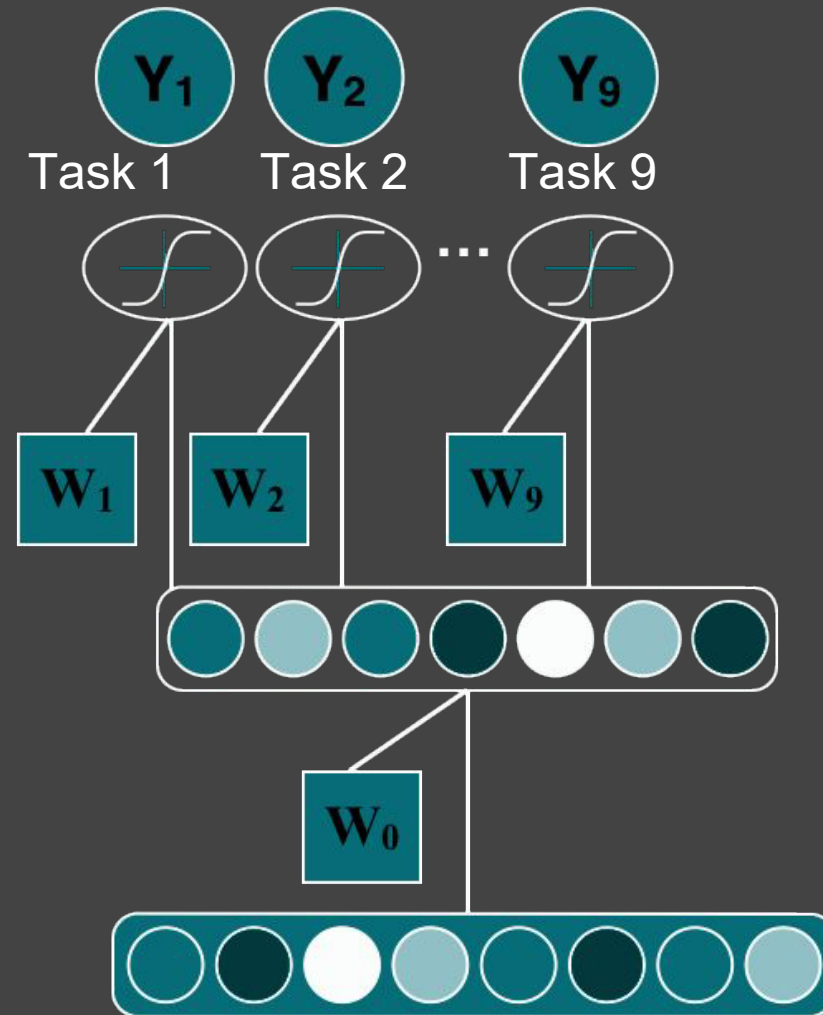 Y₁ Y₂ Y₉
Task 1 Task 2 Task 9
...
W₁ W₂ W₉
W₀